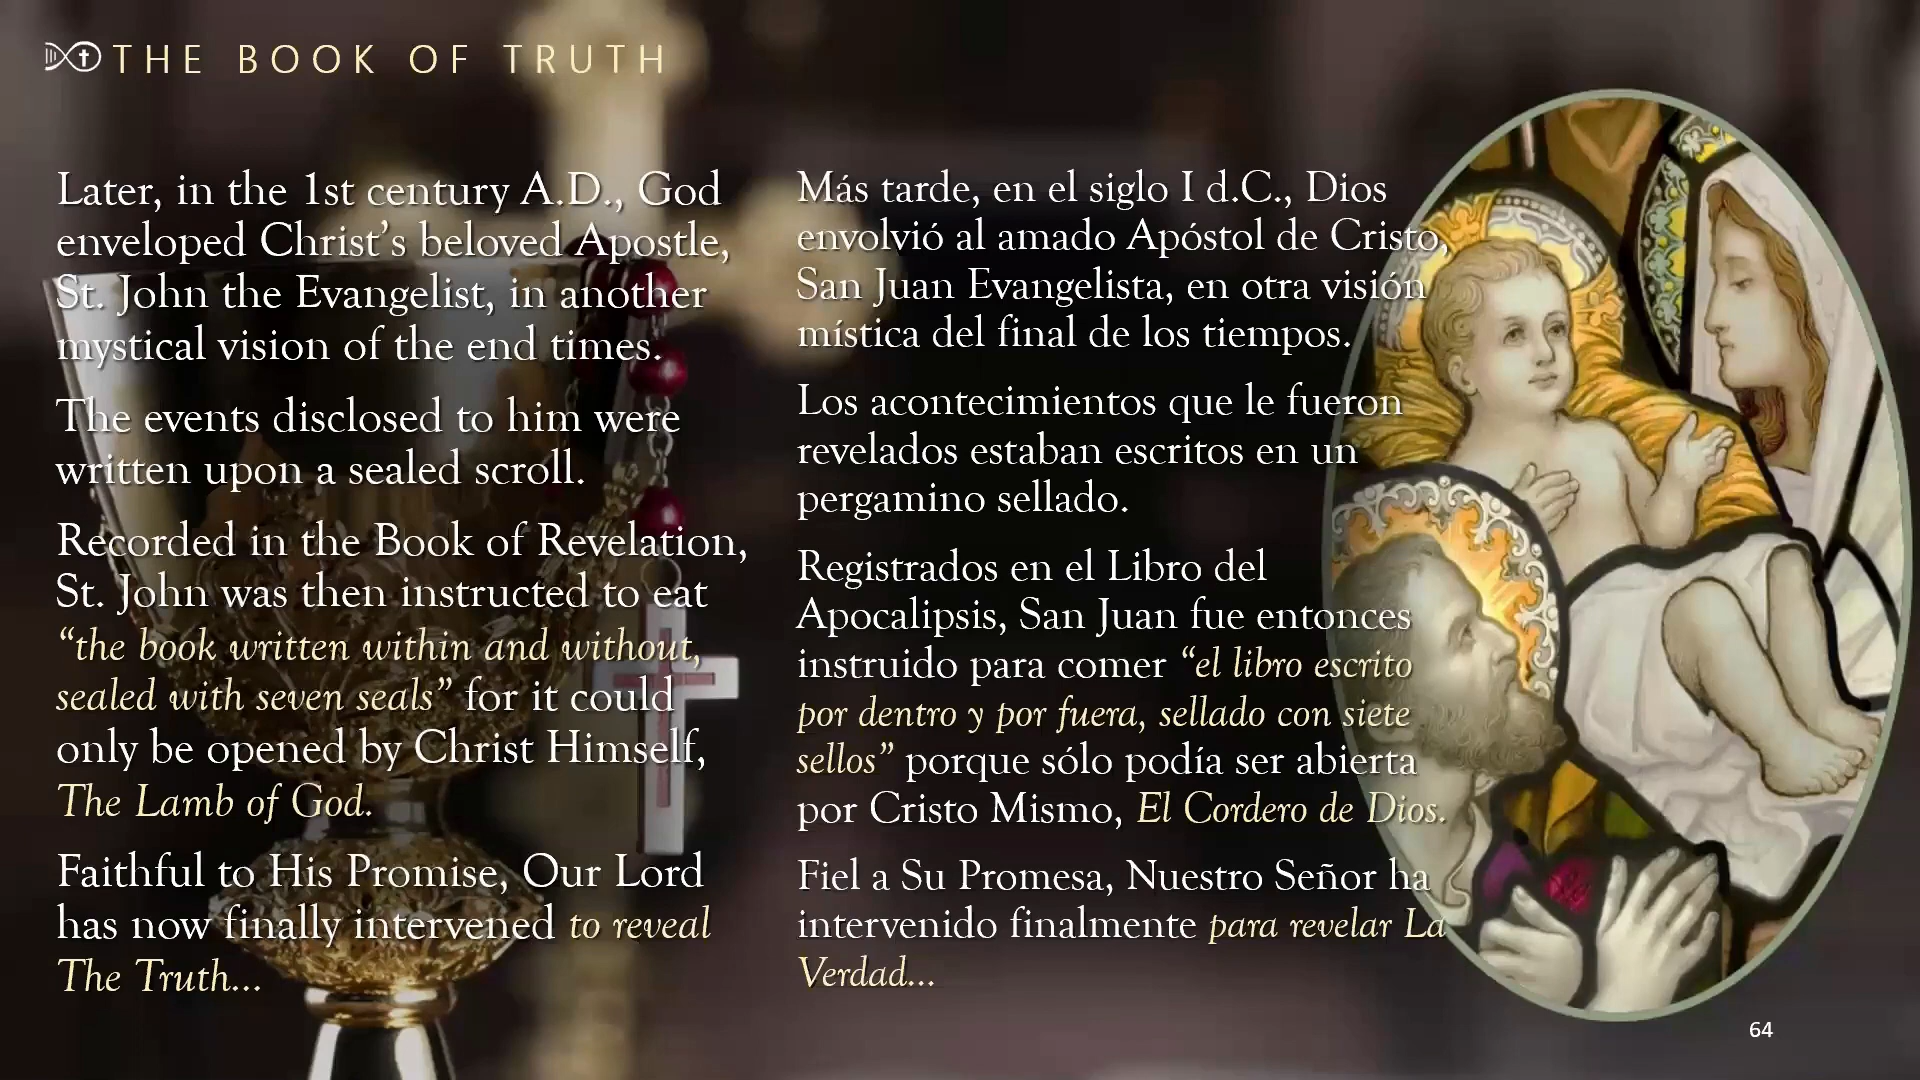 THE BOOK OF TRUTH
Later, in the 1st century A.D., God
enveloped Christ’s beloved Apostle,
St. John the Evangelist, in another
mystical vision of the end times.
The events disclosed to him were
written upon a sealed scroll.
Recorded in the Book of Revelation,
St. John was then instructed to eat
“the book written within and without,
sealed with seven seals” for it could
only be opened by Christ Himself,
The Lamb of God.
Faithful to His Promise, Our Lord
has now finally intervened to reveal
The Truth...
Más tarde, en el siglo I d.C., Dios
envolvió al amado Apóstol de Cristo,
San Juan Evangelista, en otra visión
mística del final de los tiempos.
Los acontecimientos que le fueron
revelados estaban escritos en un
pergamino sellado.
Registrados en el Libro del
Apocalipsis, San Juan fue entonces
instruido para comer “el libro escrito
por dentro y por fuera, sellado con siete
sellos” porque sólo podía ser abierta
por Cristo Mismo, El Cordero de Dios.
Fiel a Su Promesa, Nuestro Señor ha
intervenido finalmente para revelar La
Verdad...
64